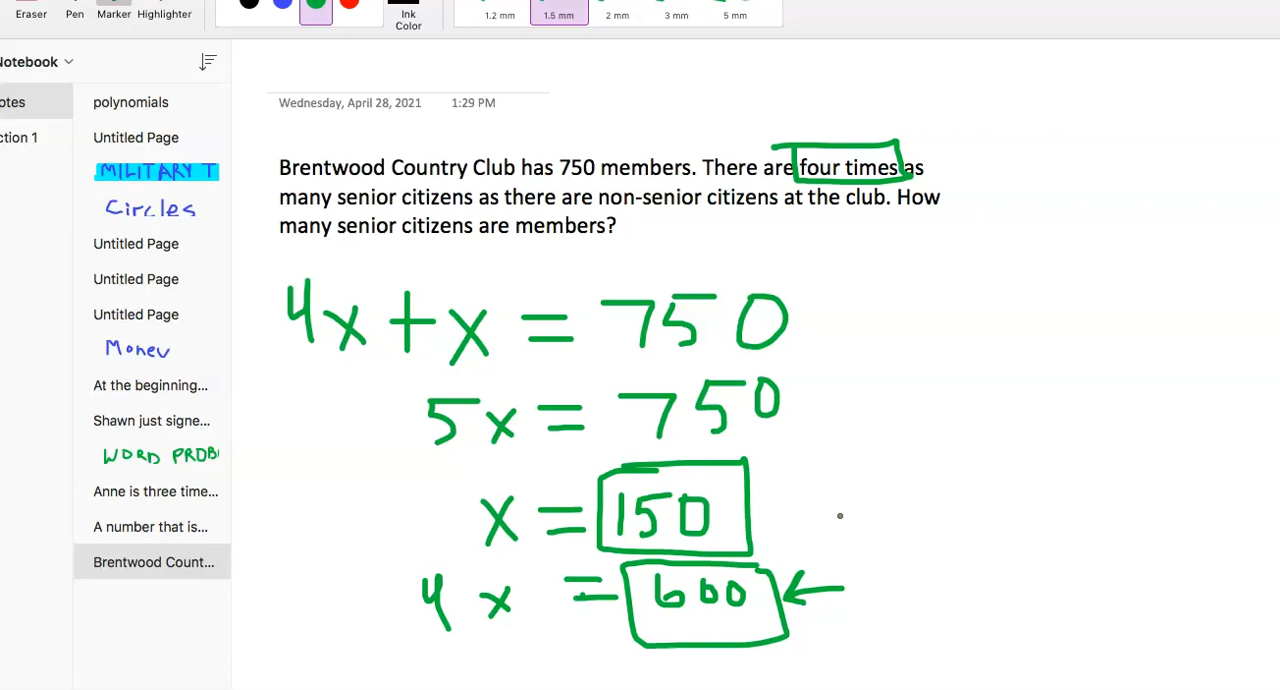 Eraser Pen Marker Highlighter
Ink
Color
1.2 mm 1.5 mm 2 mm 3 mm 5 mm
Notebook
otes
ction 1
polynomials
Untitled Page
MILITARY T
Circles
Untitled Page
Untitled Page
Untitled Page
Money
At the beginning...
Shawn just signe...
WORD PROB
Anne is three time...
A number that is...
Brentwood Count...
Wednesday, April 28, 2021 1:29 PM
Brentwood Country Club has 750 members. There are four times as
many senior citizens as there are non-senior citizens at the club. How
many senior citizens are members?
4x + x = 750
5x = 750
x = 150
4x = 600